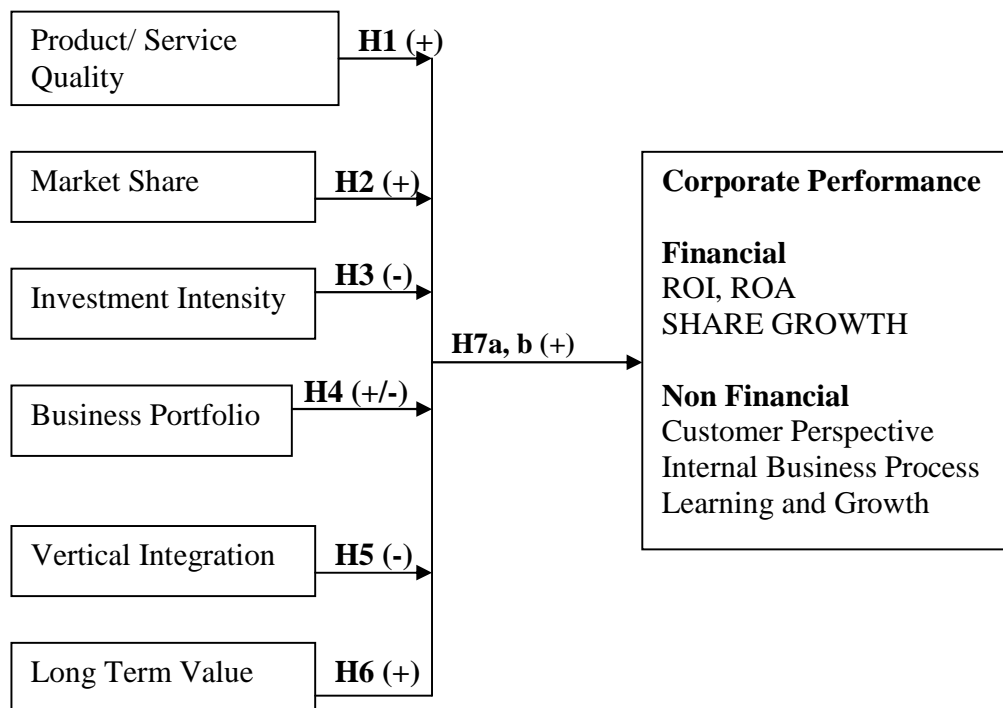 Product/ Service
Quality
H1 (+)
Market Share
H2 (+)
Investment Intensity
H3 (-)
Business Portfolio
H4 (+/-)
Vertical Integration
H5 (-)
Long Term Value
H6 (+)
H7a, b (+)
Corporate Performance
Financial
ROI, ROA
SHARE GROWTH
Non Financial
Customer Perspective
Internal Business Process
Learning and Growth